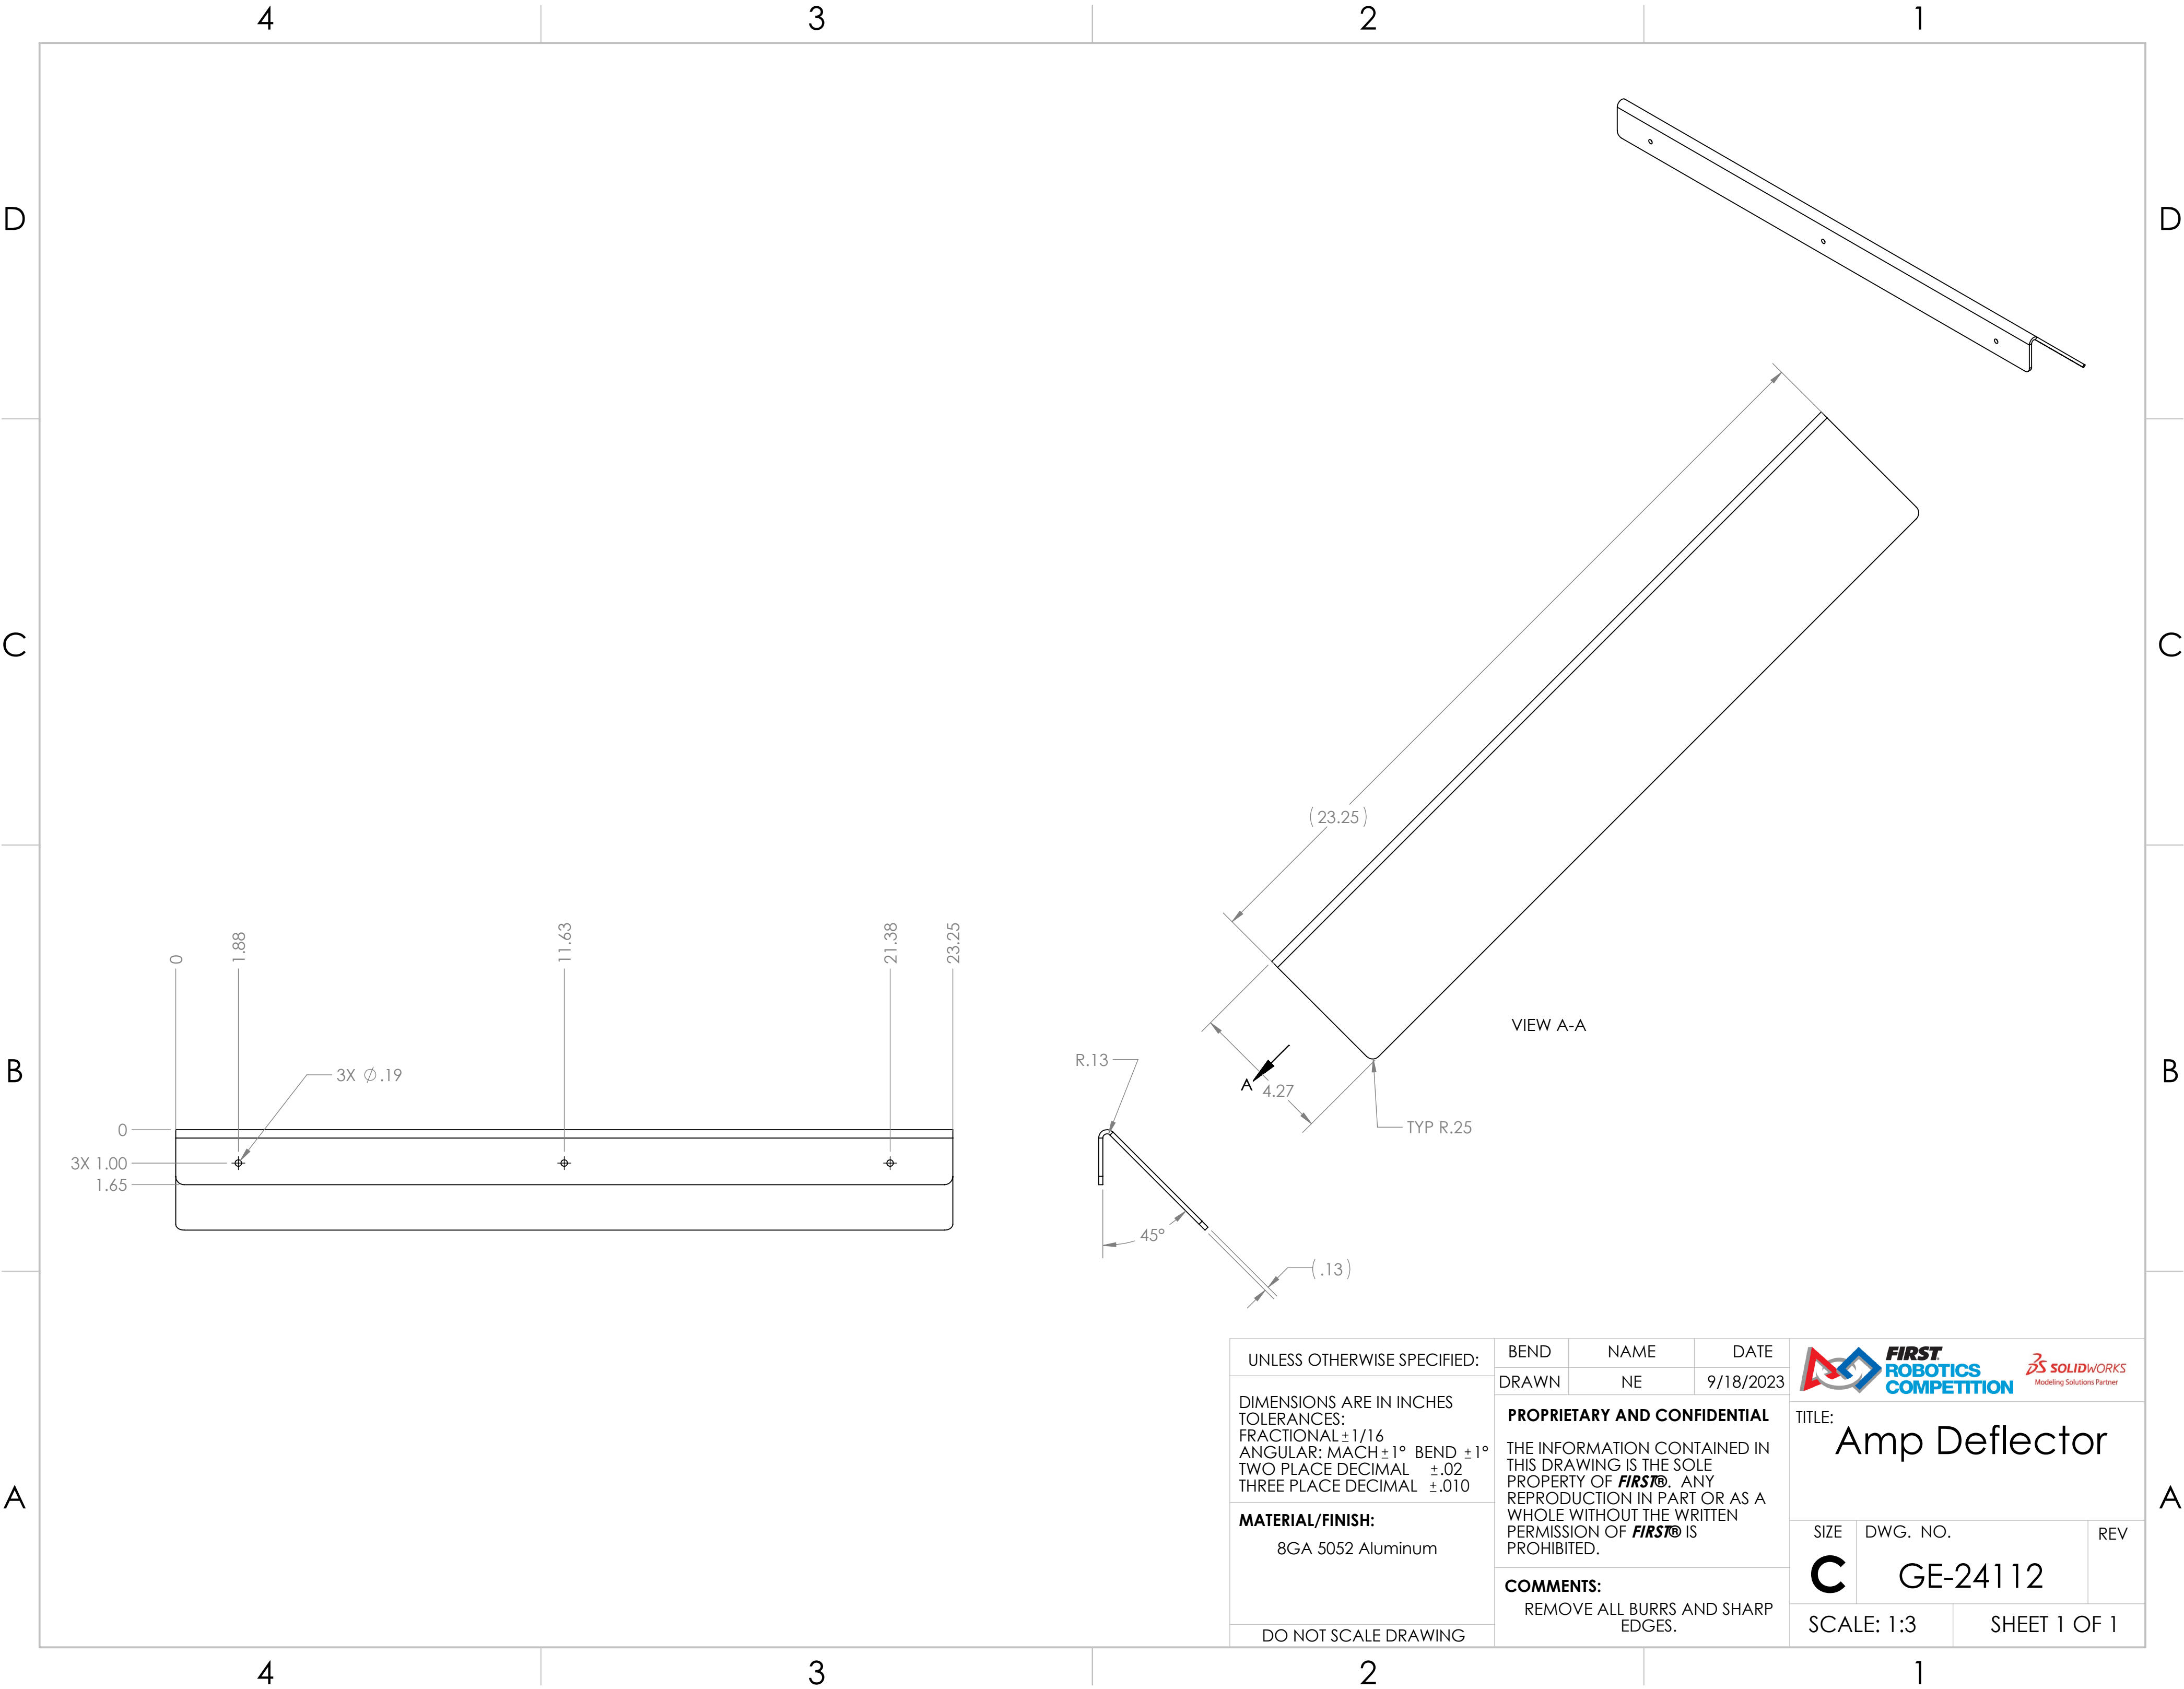 4 3 2 1
D D
C C
B B
A A
(23.25)
0
1.88
11.63
21.38
23.25
VIEW A-A
R.13
A
4.27
3X Ø.19
TYP R.25
0
3X 1.00
1.65
45°
(.13)
UNLESS OTHERWISE SPECIFIED:
DIMENSIONS ARE IN INCHES
TOLERANCES:
FRACTIONAL±1/16
ANGULAR: MACH±1° BEND ±1°
TWO PLACE DECIMAL ±.02
THREE PLACE DECIMAL ±.010
MATERIAL/FINISH:
8GA 5052 Aluminum
DO NOT SCALE DRAWING
BEND NAME DATE
DRAWN NE 9/18/2023
PROPRIETARY AND CONFIDENTIAL
THE INFORMATION CONTAINED IN
THIS DRAWING IS THE SOLE
PROPERTY OF FIRST®. ANY
REPRODUCTION IN PART OR AS A
WHOLE WITHOUT THE WRITTEN
PERMISSION OF FIRST® IS
PROHIBITED.
COMMENTS:
REMOVE ALL BURRS AND SHARP
EDGES.
FIRST
ROBOTICS
COMPETITION
SOLIDWORKS
Modeling Solutions Partner
TITLE:
Amp Deflector
SIZE DWG. NO. REV
C GE-24112
SCALE: 1:3 SHEET 1 OF 1
4 3 2 1